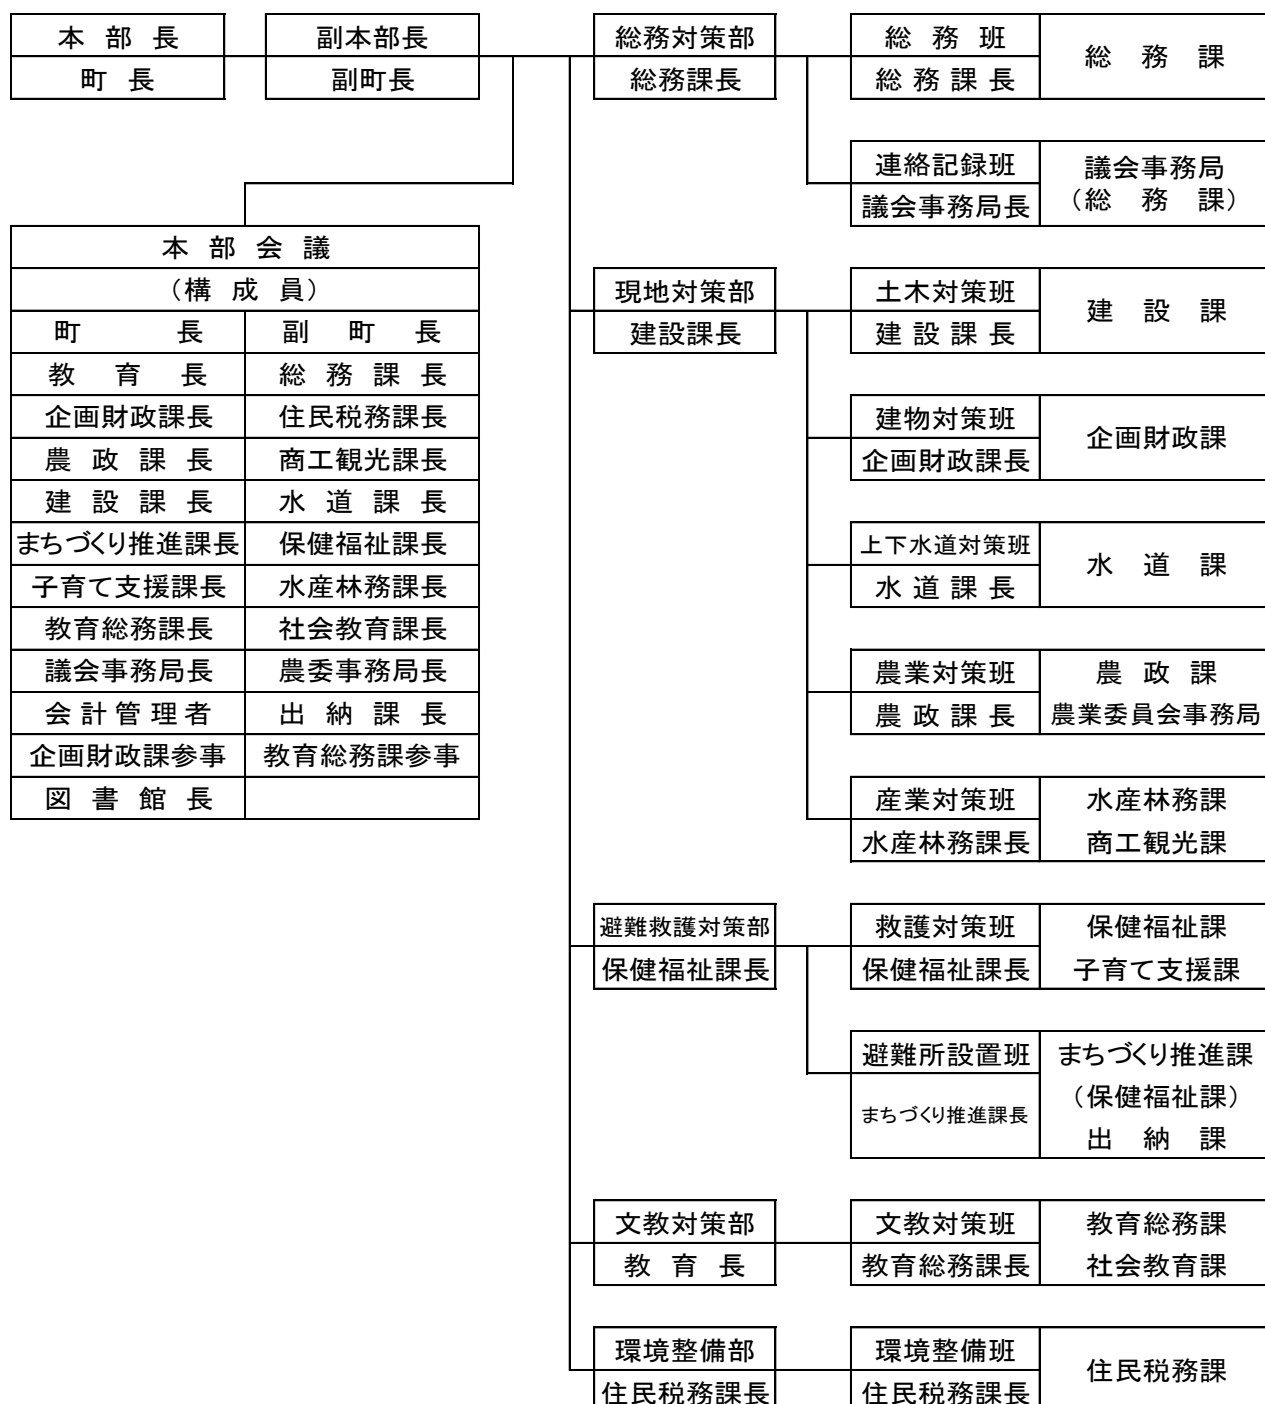 本 部 長
町 長
副本部長
副町長
総務対策部
総務課長
総 務 班
総 務 課 長
総 務 課
連絡記録班
議会事務局長
議会事務局
（総 務 課）
本 部 会 議
（構 成 員）
町 長 副 町 長
教 育 長 総 務 課 長
企画財政課長 住民税務課長
農 政 課 長 商工観光課長
建 設 課 長 水 道 課 長
まちづくり推進課長 保健福祉課長
子育て支援課長 水産林務課長
教育総務課長 社会教育課長
議会事務局長 農委事務局長
会 計 管 理 者 出 納 課 長
企画財政課参事 教育総務課参事
図 書 館 長
現地対策部
建設課長
土木対策班
建 設 課 長
建 設 課
建物対策班
企画財政課長
企画財政課
上下水道対策班
水 道 課 長
水 道 課
農業対策班
農 政 課 長
農 政 課
農業委員会事務局
産業対策班
水産林務課長
水産林務課
商工観光課
避難救護対策部
保健福祉課長
救護対策班
保健福祉課長
保健福祉課
子育て支援課
避難所設置班
まちづくり推進課長
まちづくり推進課
（保健福祉課）
出 納 課
文教対策部
教 育 長
文教対策班
教育総務課長
教育総務課
社会教育課
環境整備部
住民税務課長
環境整備班
住民税務課長
住民税務課